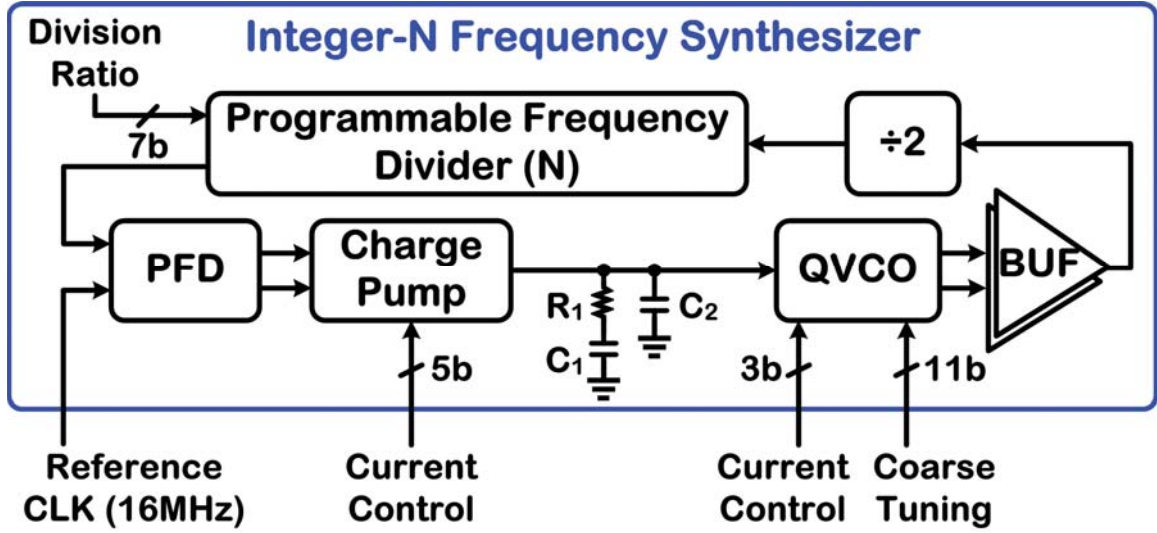 Integer-N Frequency Synthesizer
Division
Ratio
7b
Programmable Frequency
Divider (N)
÷2
PFD
Charge
Pump
R1
C1
C2
QVCO
BUF
5b
3b
11b
Reference
CLK (16MHz)
Current
Control
Current
Control
Coarse
Tuning